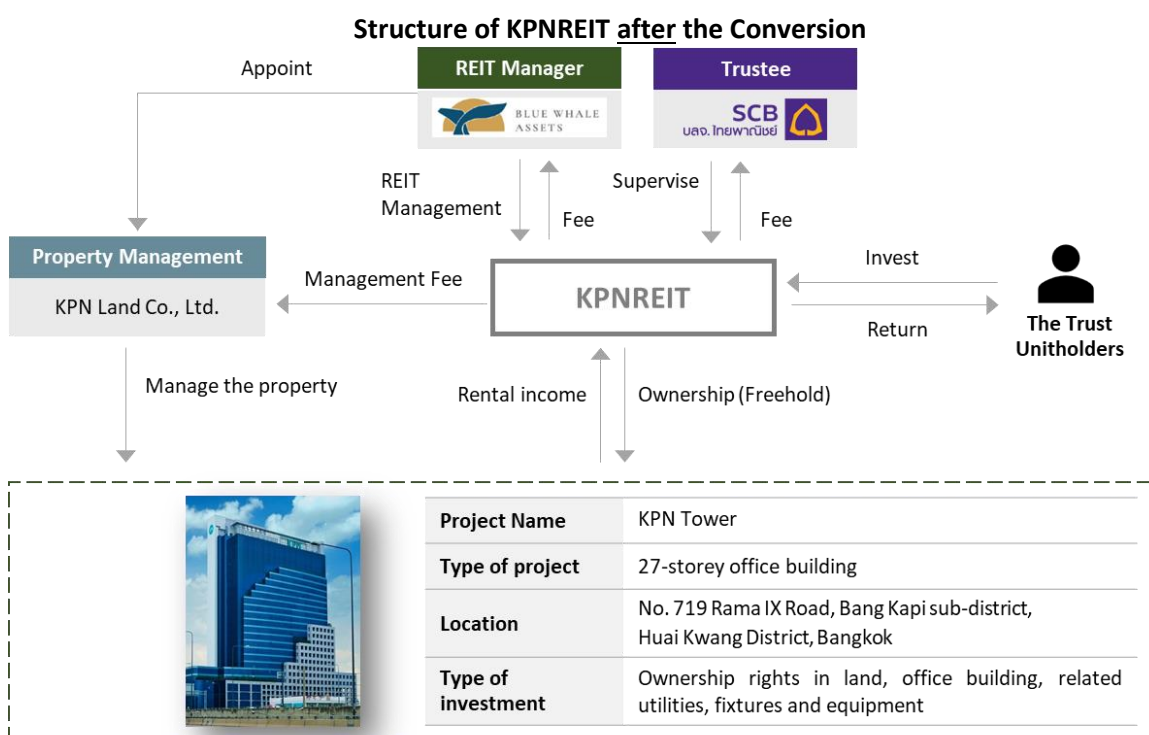 Structure of KPNREIT after the Conversion
Appoint
REIT Manager
BLUE WHALE
ASSETS
Trustee
SCB
บลจ. ไทยพาณิชย์
REIT
Management
Fee
Supervise
Fee
Property Management
KPN Land Co., Ltd.
Management Fee
KPNREIT
Invest
Return
The Trust
Unitholders
Manage the property
Rental income
Ownership (Freehold)
Project Name
KPN Tower
Type of project
27-storey office building
Location
No. 719 Rama IX Road, Bang Kapi sub-district,
Huai Kwang District, Bangkok
Type of
investment
Ownership rights in land, office building, related
utilities, fixtures and equipment